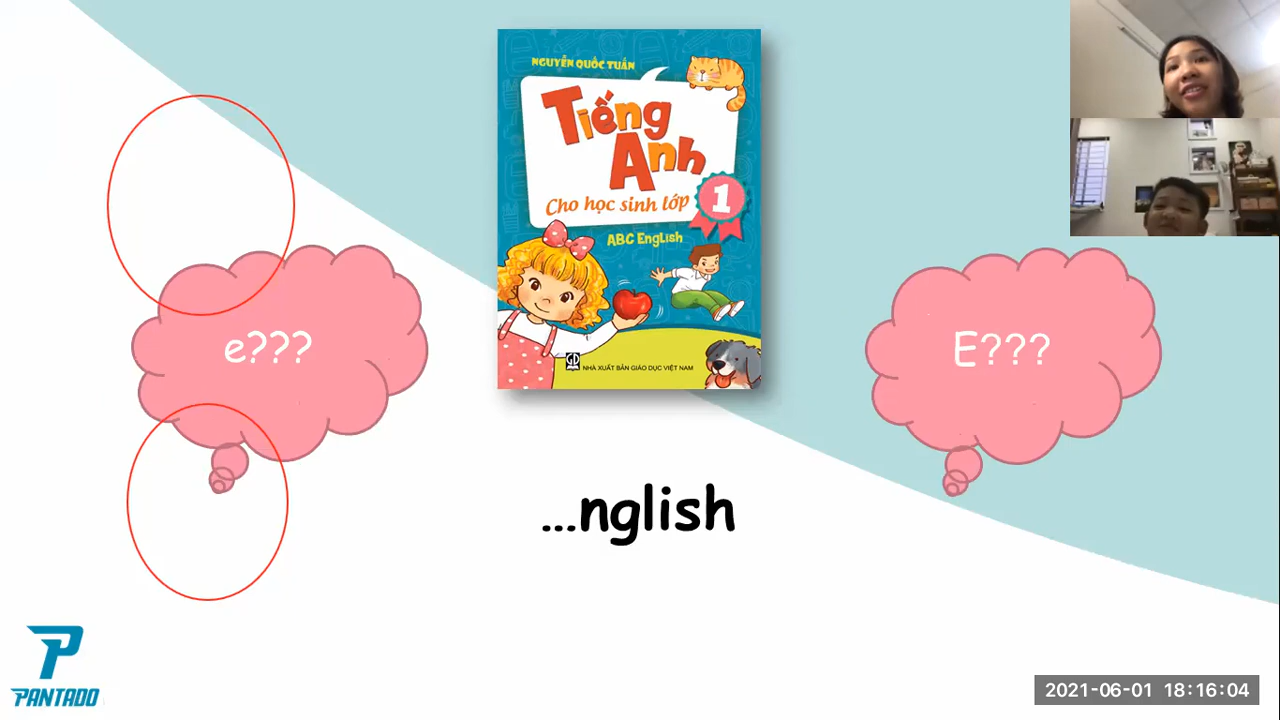 NGUYỄN QUỐC TUẤN
Tiếng
Anh
Cho học sinh lớp 1
ABC English
GD NHÀ XUẤT BẢN GIÁO DỤC VIỆT NAM
e???
E???
...nglish
PANTADO
2021-06-01 18:16:04